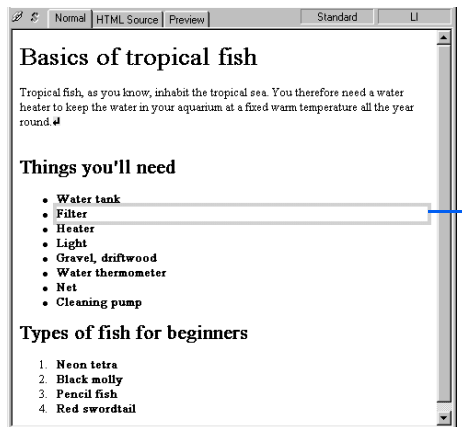 Normal HTML Source Preview Standard LI
Basics of tropical fish
Tropical fish, as you know, inhabit the tropical sea. You therefore need a water
heater to keep the water in your aquarium at a fixed warm temperature all the year
round.↵
Things you'll need
• Water tank
• Filter
• Heater
• Light
• Gravel, driftwood
• Water thermometer
• Net
• Cleaning pump
Types of fish for beginners
1. Neon tetra
2. Black molly
3. Pencil fish
4. Red swordtail